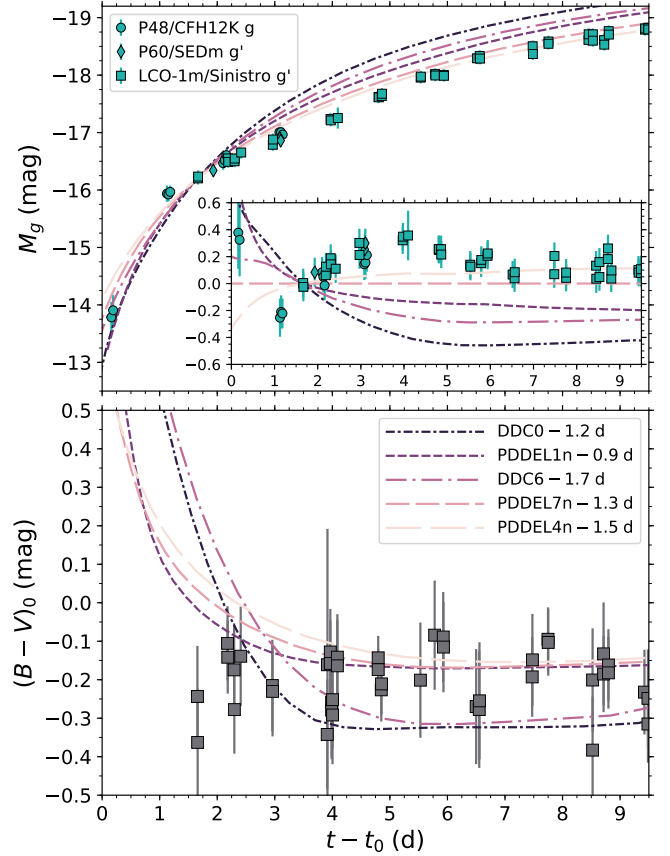 −19
−18
−17
−16
−15
−14
−13
M_g (mag)
P48/CFH12K g
P60/SEDm g'
LCO-1m/Sinistro g'
0.6
0.4
0.2
0.0
−0.2
−0.4
−0.6
0 1 2 3 4 5 6 7 8 9
0.5
0.4
0.3
0.2
0.1
0.0
−0.1
−0.2
−0.3
−0.4
−0.5
(B − V)_0 (mag)
DDC0 − 1.2 d
PDDEL1n − 0.9 d
DDC6 − 1.7 d
PDDEL7n − 1.3 d
PDDEL4n − 1.5 d
0 1 2 3 4 5 6 7 8 9
t − t_0 (d)